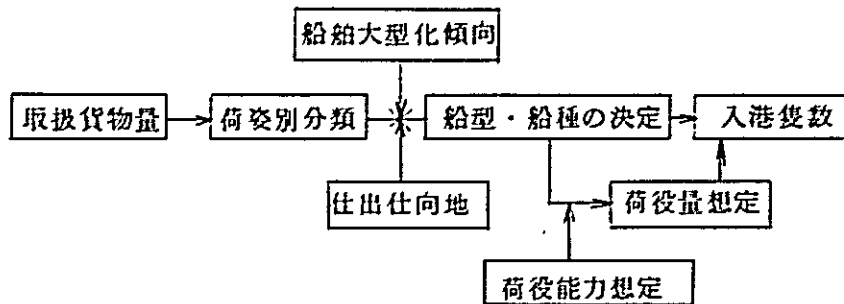 船舶大型化傾向
取扱貨物量
荷姿別分類
船型・船種の決定
入港隻数
仕出仕向地
荷役量想定
荷役能力想定